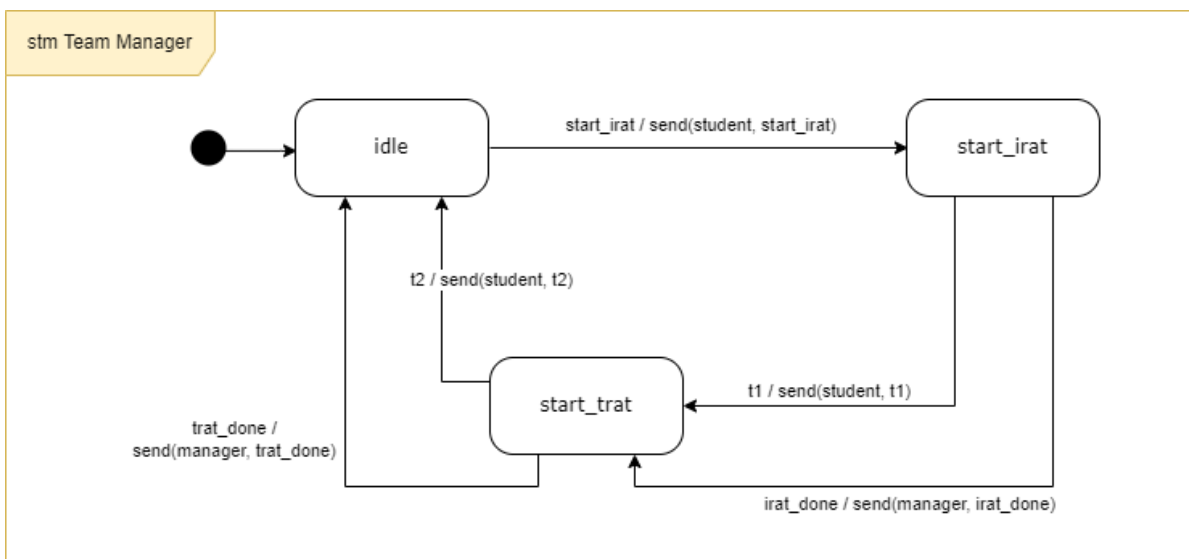 stm Team Manager
start_irat / send(student, start_irat)
idle
start_irat
t2 / send(student, t2)
t1 / send(student, t1)
start_trat
trat_done /
send(manager, trat_done)
irat_done / send(manager, irat_done)